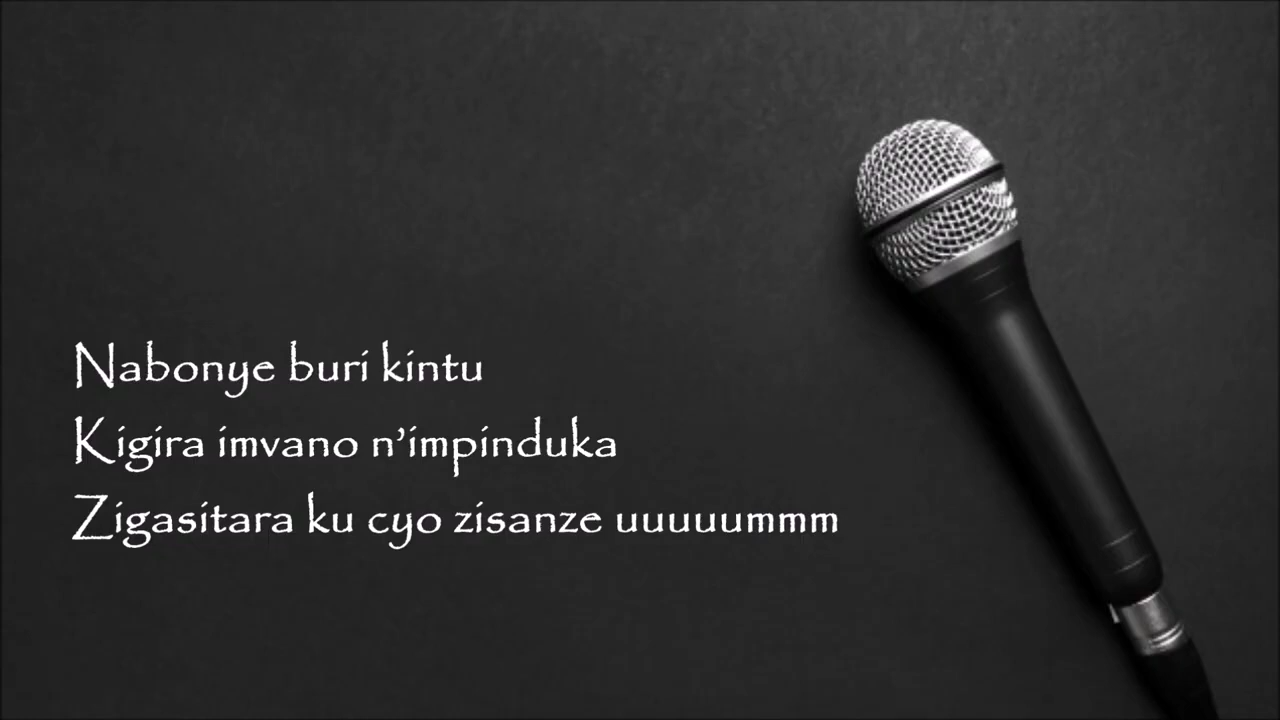 Nabonye buri kintu
Kigira imvano n’impinduka
Zigasitara ku cyo zisanze uuuuummm